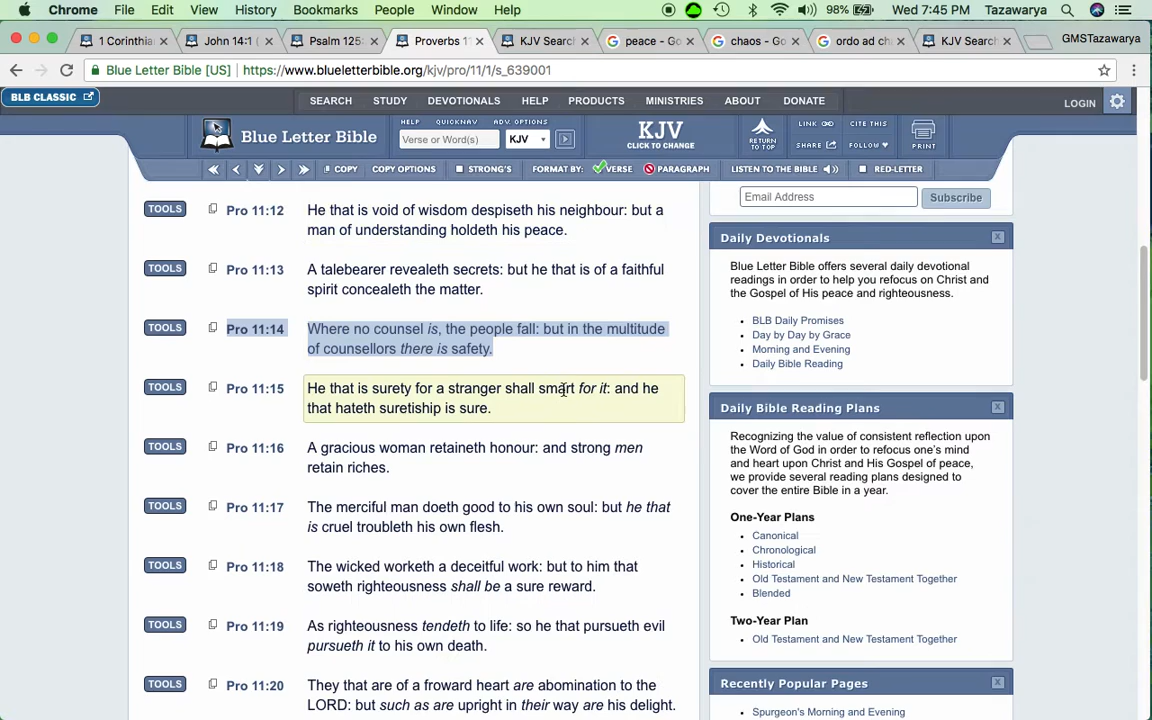 Chrome File Edit View History Bookmarks People Window Help 98% Wed 7:45 PM Tazawarya
1 Corinthia John 14:1 ( Psalm 125: Proverbs 11 KJV Search peace - Go chaos - Go ordo ad ch KJV Search GMSTazawarya
Blue Letter Bible [US] https://www.blueletterbible.org/kjv/pro/11/1/s_639001
BLB CLASSIC
SEARCH STUDY DEVOTIONALS HELP PRODUCTS MINISTRIES ABOUT DONATE LOGIN
HELP QUICKNAV ADV. OPTIONS
Blue Letter Bible Verse or Word(s) KJV
KJV
CLICK TO CHANGE
RETURN
TO TOP
LINK CITE THIS
SHARE FOLLOW
PRINT
COPY COPY OPTIONS STRONG'S FORMAT BY: VERSE PARAGRAPH LISTEN TO THE BIBLE RED-LETTER
TOOLS Pro 11:12 He that is void of wisdom despiseth his neighbour: but a
man of understanding holdeth his peace.
TOOLS Pro 11:13 A talebearer revealeth secrets: but he that is of a faithful
spirit concealeth the matter.
TOOLS Pro 11:14 Where no counsel is, the people fall: but in the multitude
of counsellors there is safety.
TOOLS Pro 11:15 He that is surety for a stranger shall smart for it: and he
that hateth suretiship is sure.
TOOLS Pro 11:16 A gracious woman retaineth honour: and strong men
retain riches.
TOOLS Pro 11:17 The merciful man doeth good to his own soul: but he that
is cruel troubleth his own flesh.
TOOLS Pro 11:18 The wicked worketh a deceitful work: but to him that
soweth righteousness shall be a sure reward.
TOOLS Pro 11:19 As righteousness tendeth to life: so he that pursueth evil
pursueth it to his own death.
TOOLS Pro 11:20 They that are of a froward heart are abomination to the
LORD: but such as are upright in their way are his delight.
Email Address Subscribe
Daily Devotionals
Blue Letter Bible offers several daily devotional
readings in order to help you refocus on Christ and
the Gospel of His peace and righteousness.
BLB Daily Promises
Day by Day by Grace
Morning and Evening
Daily Bible Reading
Daily Bible Reading Plans
Recognizing the value of consistent reflection upon
the Word of God in order to refocus one's mind
and heart upon Christ and His Gospel of peace,
we provide several reading plans designed to
cover the entire Bible in a year.
One-Year Plans
Canonical
Chronological
Historical
Old Testament and New Testament Together
Blended
Two-Year Plan
Old Testament and New Testament Together
Recently Popular Pages
Spurgeon's Morning and Evening